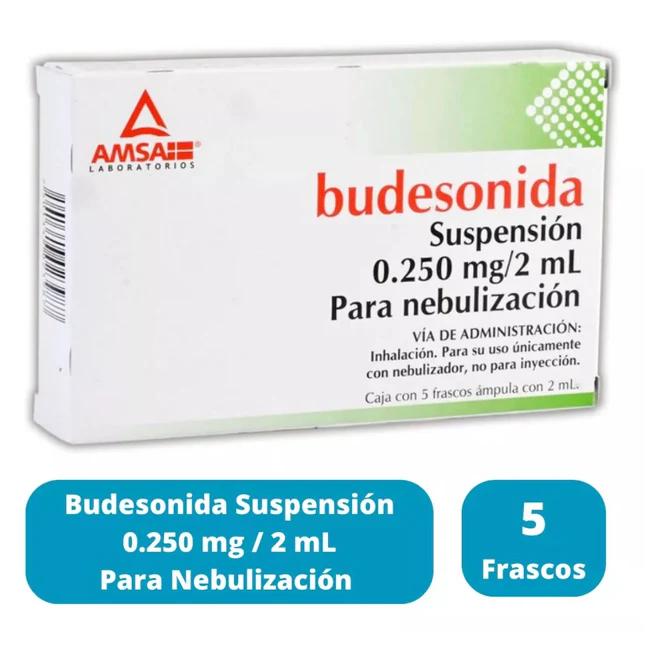 AMSA
LABORATORIOS
budesonida
Suspensión
0.250 mg/2 mL
Para nebulización
VÍA DE ADMINISTRACIÓN:
Inhalación. Para su uso únicamente
con nebulizador, no para inyección.
Caja con 5 frascos ámpula con 2 mL.
Budesonida Suspensión
0.250 mg / 2 mL
Para Nebulización
5
Frascos